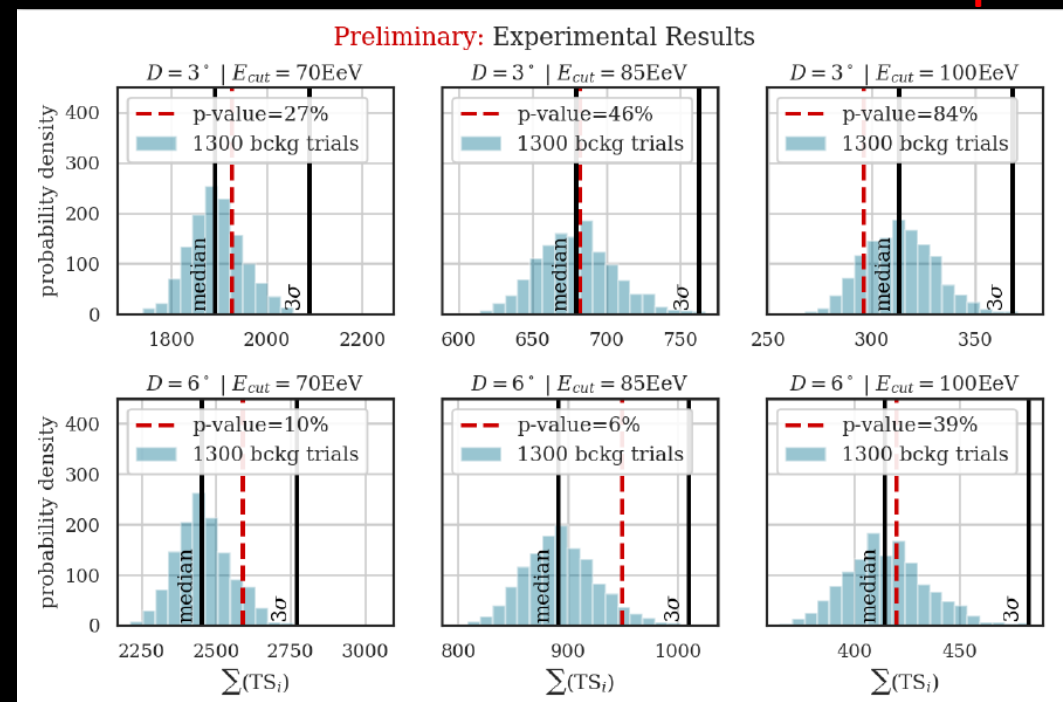 Preliminary: Experimental Results
D = 3° | E_cut = 70EeV
D = 3° | E_cut = 85EeV
D = 3° | E_cut = 100EeV
probability density
400
300
200
100
0
p-value=27%
1300 bckg trials
median
3σ
1800
2000
2200
p-value=46%
1300 bckg trials
median
3σ
600
650
700
750
p-value=84%
1300 bckg trials
median
3σ
250
300
350
D = 6° | E_cut = 70EeV
D = 6° | E_cut = 85EeV
D = 6° | E_cut = 100EeV
probability density
400
300
200
100
0
p-value=10%
1300 bckg trials
median
3σ
2250
2500
2750
3000
∑(TS_i)
p-value=6%
1300 bckg trials
median
3σ
800
900
1000
∑(TS_i)
p-value=39%
1300 bckg trials
median
3σ
400
450
∑(TS_i)